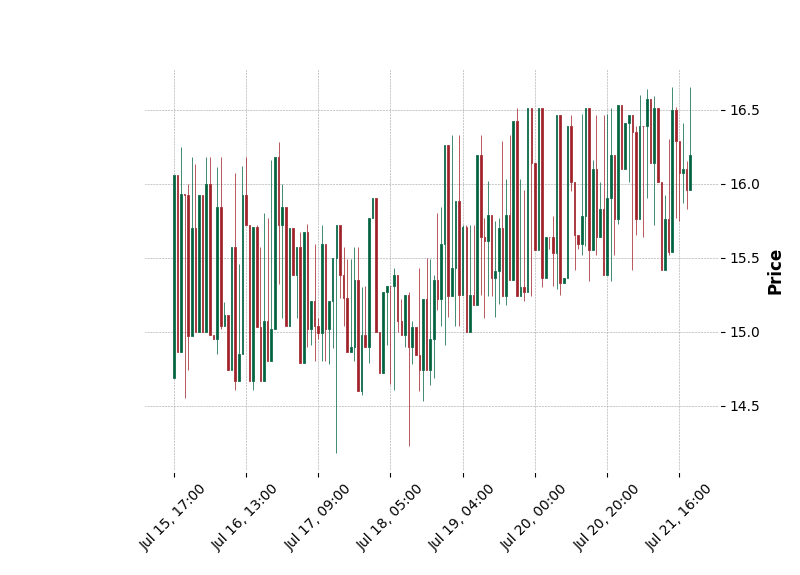 16.5
16.0
15.5
15.0
14.5
Price
Jul 15, 17:00
Jul 16, 13:00
Jul 17, 09:00
Jul 18, 05:00
Jul 19, 04:00
Jul 20, 00:00
Jul 20, 20:00
Jul 21, 16:00